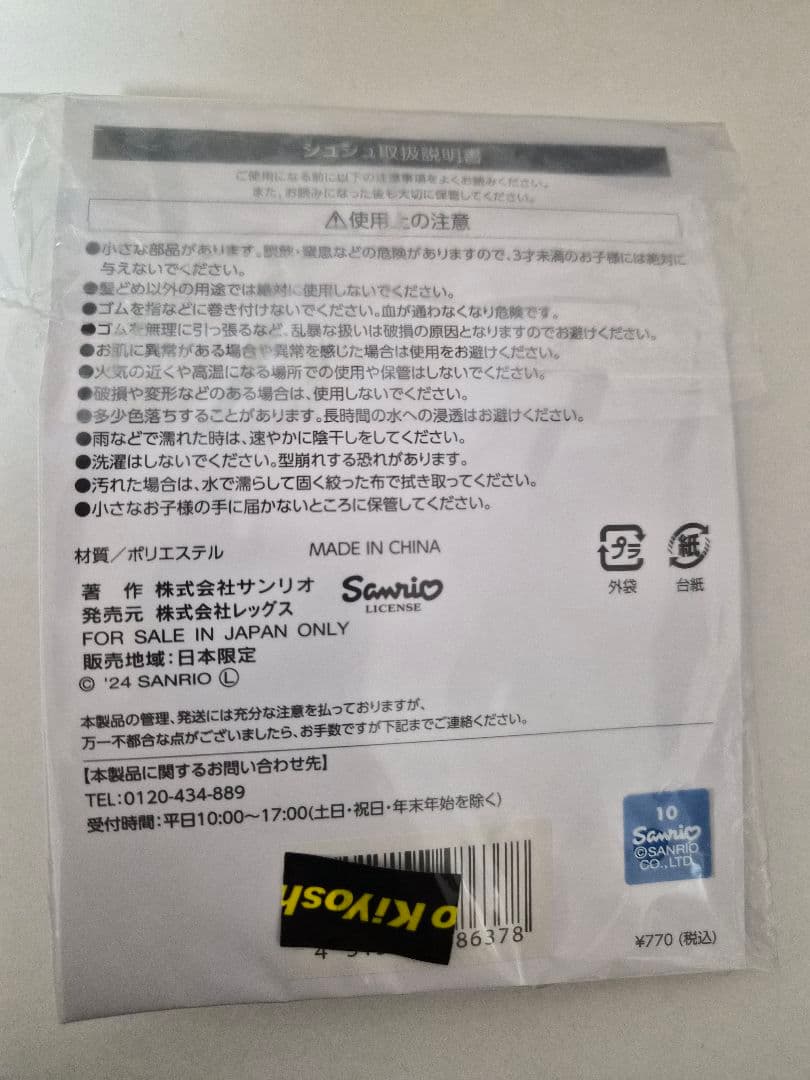 シュシュ取扱説明書
ご使用になる前に以下の注意事項をよくお読みください。
また、お読みになった後も大切に保管してください。
⚠使用上の注意
●小さな部品があります。誤飲・窒息などの危険がありますので、3才未満のお子様には絶対に
与えないでください。
●髪どめ以外の用途では絶対に使用しないでください。
●ゴムを指などに巻き付けないでください。血が通わなくなり危険です。
●ゴムを無理に引っ張るなど、乱暴な扱いは破損の原因となりますのでお避けください。
●お肌に異常がある場合や異常を感じた場合は使用をお避けください。
●火気の近くや高温になる場所での使用や保管はしないでください。
●破損や変形などのある場合は、使用しないでください。
●多少色落ちすることがあります。長時間の水への浸透はお避けください。
●雨などで濡れた時は、速やかに陰干しをしてください。
●洗濯はしないでください。型崩れする恐れがあります。
●汚れた場合は、水で濡らして固く絞った布で拭き取ってください。
●小さなお子様の手に届かないところに保管してください。
材質/ポリエステル MADE IN CHINA
プラ 紙
外袋 台紙
著 作 株式会社サンリオ
Sanrio
LICENSE
発売元 株式会社レッグス
FOR SALE IN JAPAN ONLY
販売地域:日本限定
© '24 SANRIO Ⓛ
本製品の管理、発送には充分な注意を払っておりますが、
万一不都合な点がございましたら、お手数ですが下記までご連絡ください。
【本製品に関するお問い合わせ先】
TEL:0120-434-889
受付時間:平日10:00〜17:00(土日・祝日・年末年始を除く)
10
Sanrio
©SANRIO
CO.,LTD.
o KiYosh
4 86378
¥770 (税込)